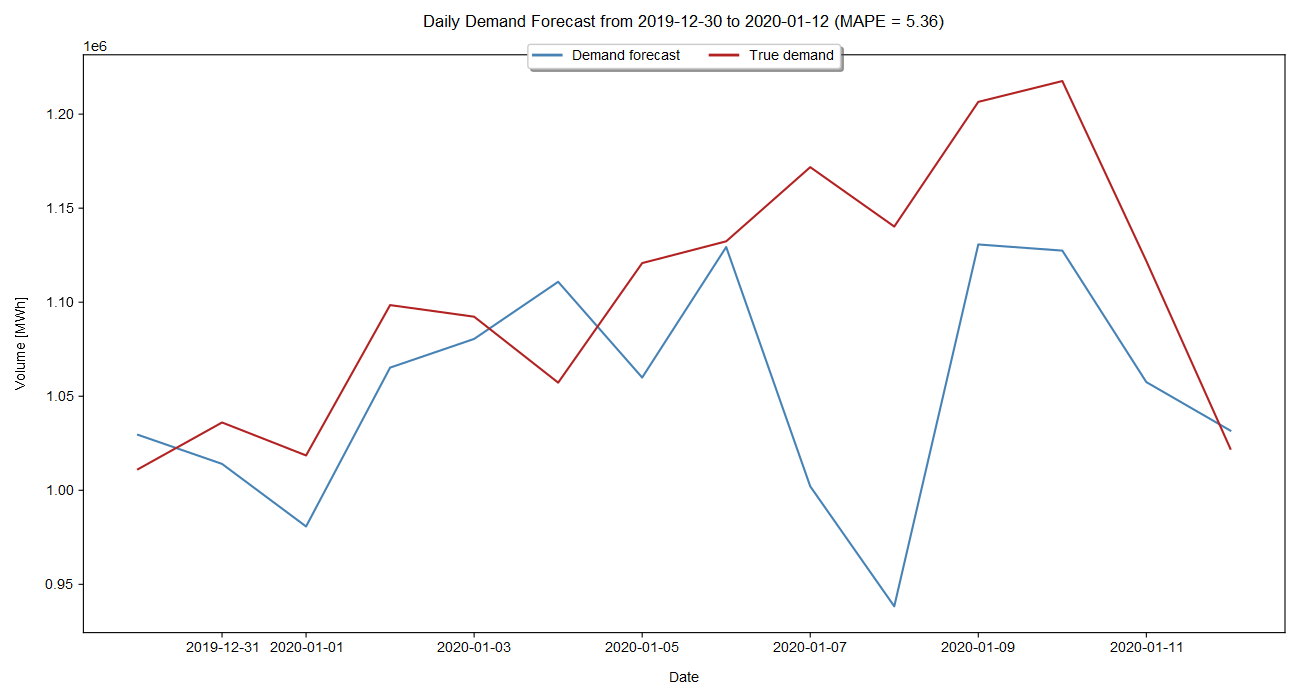 Daily Demand Forecast from 2019-12-30 to 2020-01-12 (MAPE = 5.36)
1e6
Demand forecast True demand
1.20
1.15
1.10
1.05
1.00
0.95
Volume [MWh]
2019-12-31 2020-01-01 2020-01-03 2020-01-05 2020-01-07 2020-01-09 2020-01-11
Date